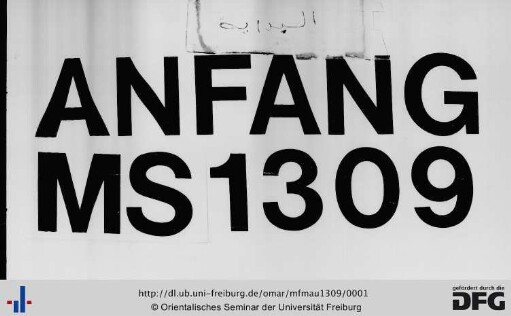 البداية
ANFANG
MS1309
http://dl.ub.uni-freiburg.de/omar/mfmau1309/0001
© Orientalisches Seminar der Universität Freiburg
gefördert durch die
DFG